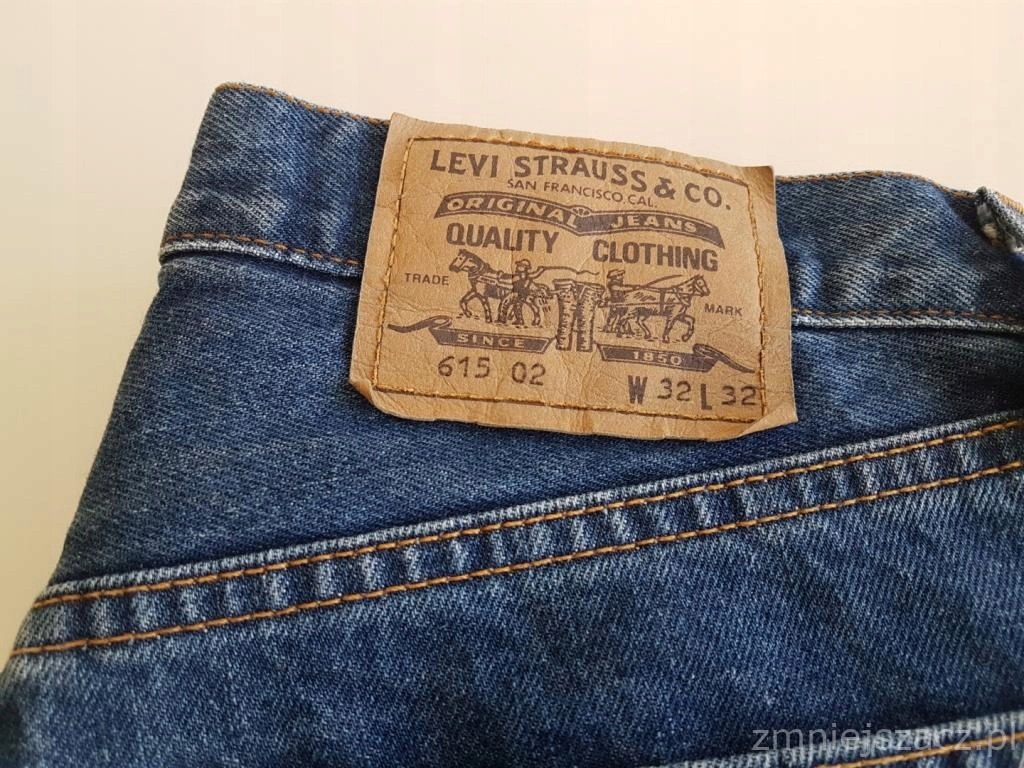 LEVI STRAUSS & CO.
SAN FRANCISCO, CAL.
ORIGINAL JEANS
QUALITY CLOTHING
TRADE MARK
SINCE 1850
615 02 W 32 L 32
zmniejszacz.pl